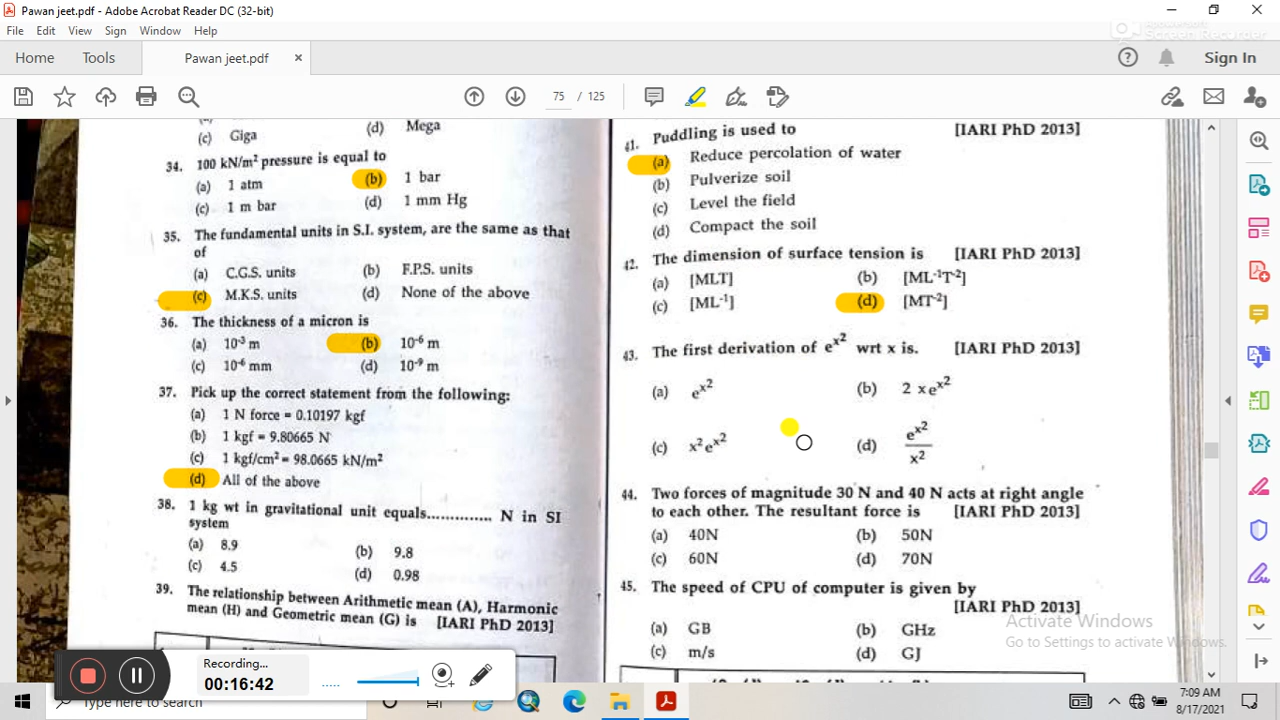 Pawan jeet.pdf - Adobe Acrobat Reader DC (32-bit)
File Edit View Sign Window Help
Home Tools Pawan jeet.pdf × Sign In
75 / 125
(c) Giga (d) Mega
34. 100 kN/m² pressure is equal to
(a) 1 atm (b) 1 bar
(c) 1 m bar (d) 1 mm Hg
35. The fundamental units in S.I. system, are the same as that
of
(a) C.G.S. units (b) F.P.S. units
(c) M.K.S. units (d) None of the above
36. The thickness of a micron is
(a) 10⁻³ m (b) 10⁻⁶ m
(c) 10⁻⁶ mm (d) 10⁻⁹ m
37. Pick up the correct statement from the following:
(a) 1 N force = 0.10197 kgf
(b) 1 kgf = 9.80665 N
(c) 1 kgf/cm² = 98.0665 kN/m²
(d) All of the above
38. 1 kg wt in gravitational unit equals.............. N in SI
system
(a) 8.9 (b) 9.8
(c) 4.5 (d) 0.98
39. The relationship between Arithmetic mean (A), Harmonic
mean (H) and Geometric mean (G) is [IARI PhD 2013]
41. Puddling is used to [IARI PhD 2013]
(a) Reduce percolation of water
(b) Pulverize soil
(c) Level the field
(d) Compact the soil
42. The dimension of surface tension is [IARI PhD 2013]
(a) [MLT] (b) [ML⁻¹T⁻²]
(c) [ML⁻¹] (d) [MT⁻²]
43. The first derivation of e^x² wrt x is. [IARI PhD 2013]
(a) e^x² (b) 2 xe^x²
(c) x²e^x² (d) e^x²/x²
44. Two forces of magnitude 30 N and 40 N acts at right angle
to each other. The resultant force is [IARI PhD 2013]
(a) 40N (b) 50N
(c) 60N (d) 70N
45. The speed of CPU of computer is given by
[IARI PhD 2013]
(a) GB (b) GHz
(c) m/s (d) GJ
Activate Windows
Go to Settings to activate Windows.
Recording...
00:16:42
Type here to search
7:09 AM
8/17/2021